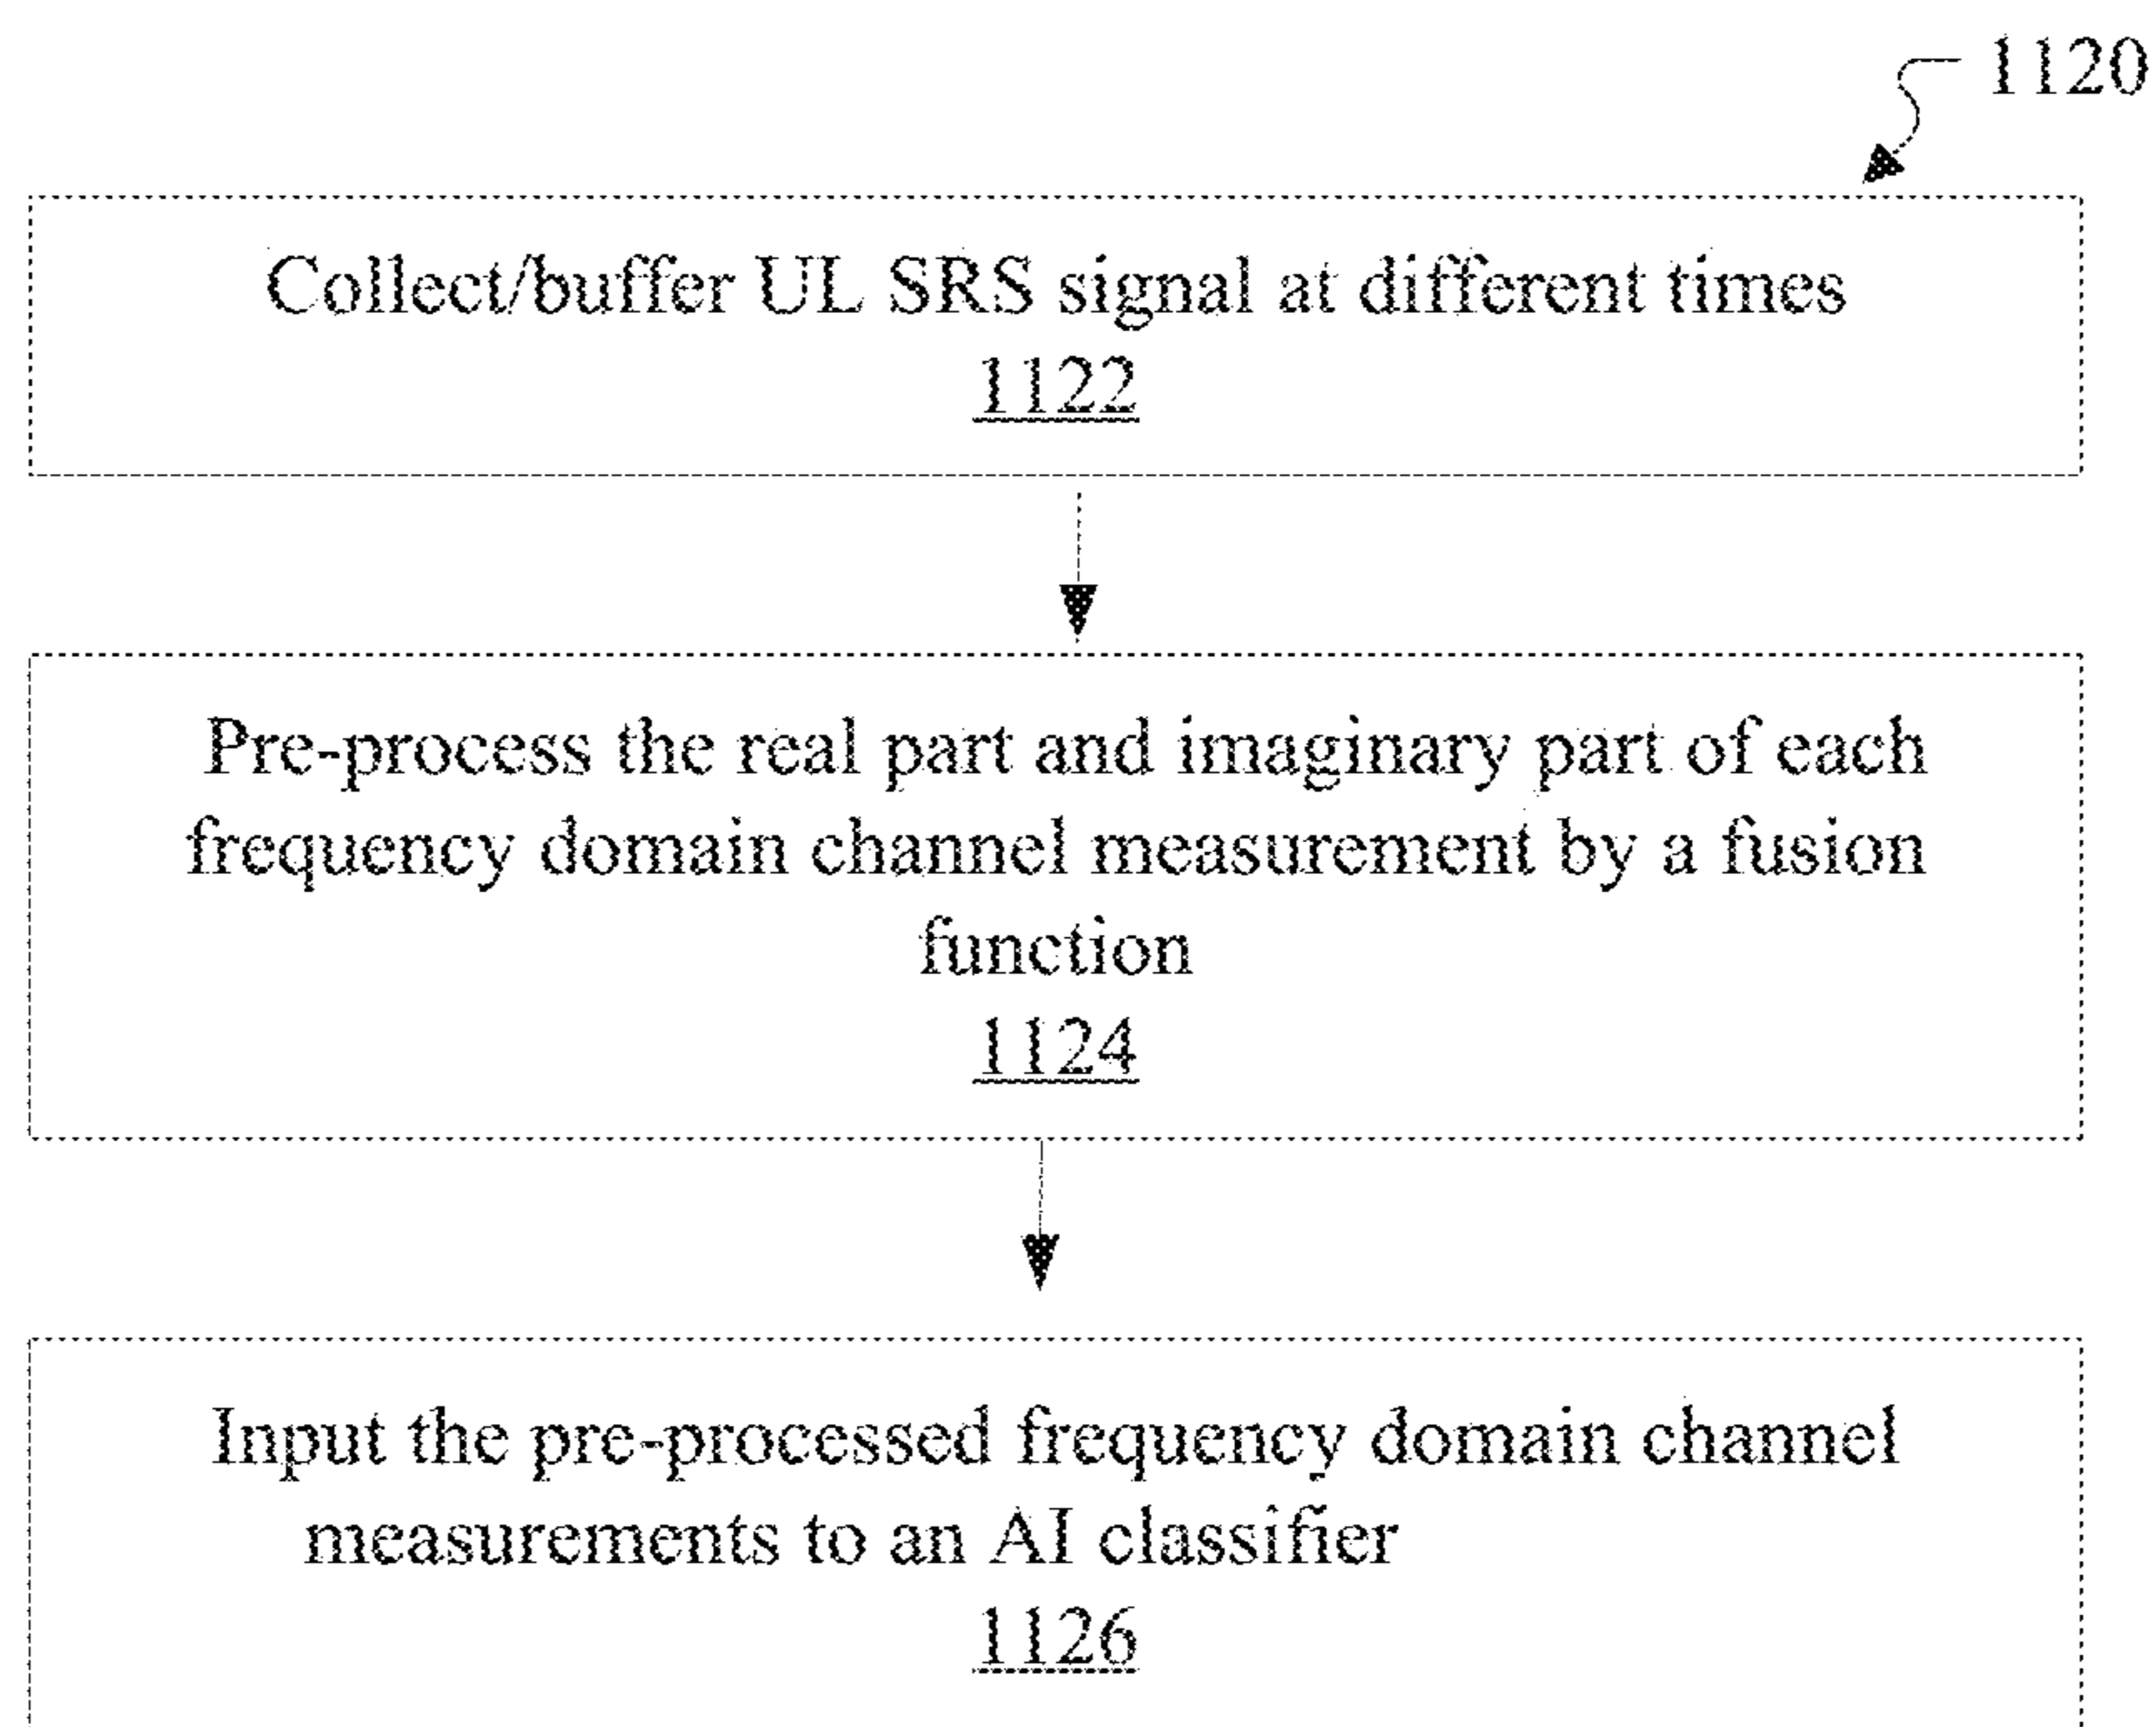 1120
Collect/buffer UL SRS signal at different times
1122
Pre-process the real part and imaginary part of each
frequency domain channel measurement by a fusion
function
1124
Input the pre-processed frequency domain channel
measurements to an AI classifier
1126